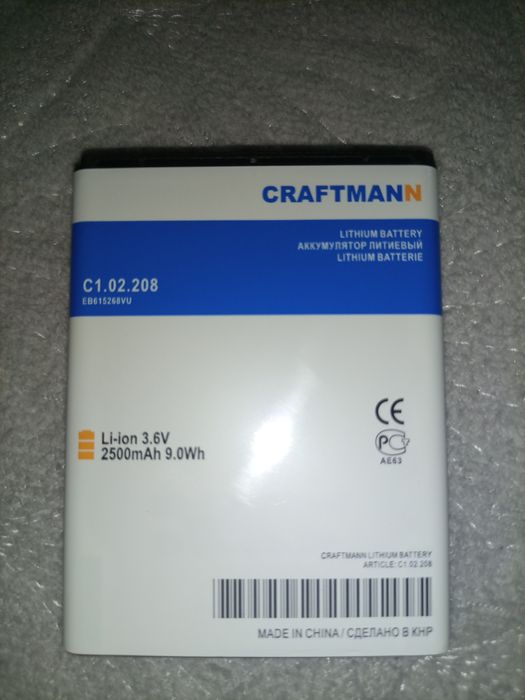 CRAFTMANN
LITHIUM BATTERY
АККУМУЛЯТОР ЛИТИЕВЫЙ
LITHIUM BATTERIE
C1.02.208
EB615268VU
Li-ion 3.6V
2500mAh 9.0Wh
CE
РС
AE63
CRAFTMANN LITHIUM BATTERY
ARTICLE: C1.02.208
MADE IN CHINA / СДЕЛАНО В КНР